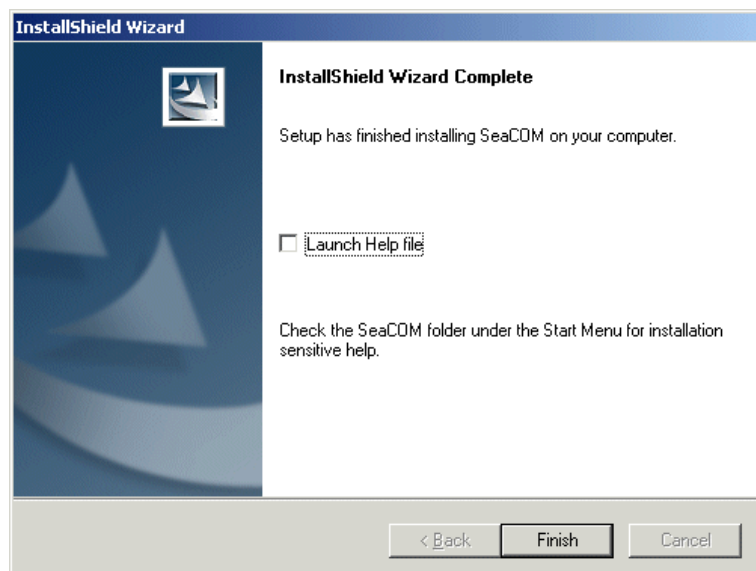 InstallShield Wizard
InstallShield Wizard Complete
Setup has finished installing SeaCOM on your computer.
Launch Help file
Check the SeaCOM folder under the Start Menu for installation
sensitive help.
< Back Finish Cancel